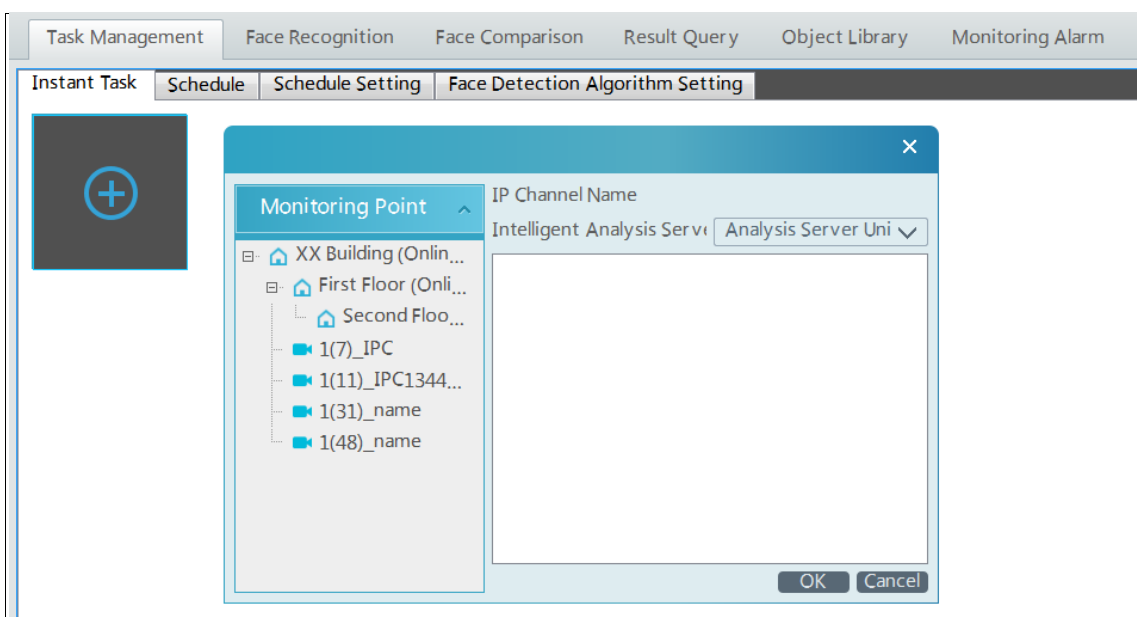 Task Management Face Recognition Face Comparison Result Query Object Library Monitoring Alarm
Instant Task Schedule Schedule Setting Face Detection Algorithm Setting
Monitoring Point
XX Building (Onlin...
First Floor (Onli...
Second Floo...
1(7)_IPC
1(11)_IPC1344...
1(31)_name
1(48)_name
IP Channel Name
Intelligent Analysis Serve Analysis Server Uni
OK Cancel